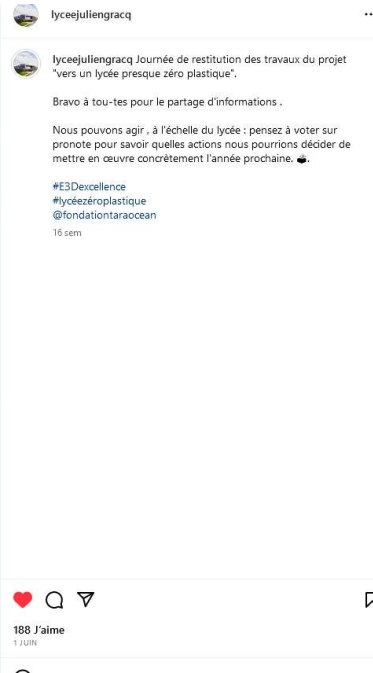 lyceejuliengracq
lyceejuliengracq Journée de restitution des travaux du projet
"vers un lycée presque zéro plastique".
Bravo à tou-tes pour le partage d'informations .
Nous pouvons agir , à l'échelle du lycée : pensez à voter sur
pronote pour savoir quelles actions nous pourrions décider de
mettre en œuvre concrètement l'année prochaine. 🗳️.
#E3Dexcellence
#lycéezéroplastique
@fondationtaraocean
16 sem
188 J'aime
1 JUIN